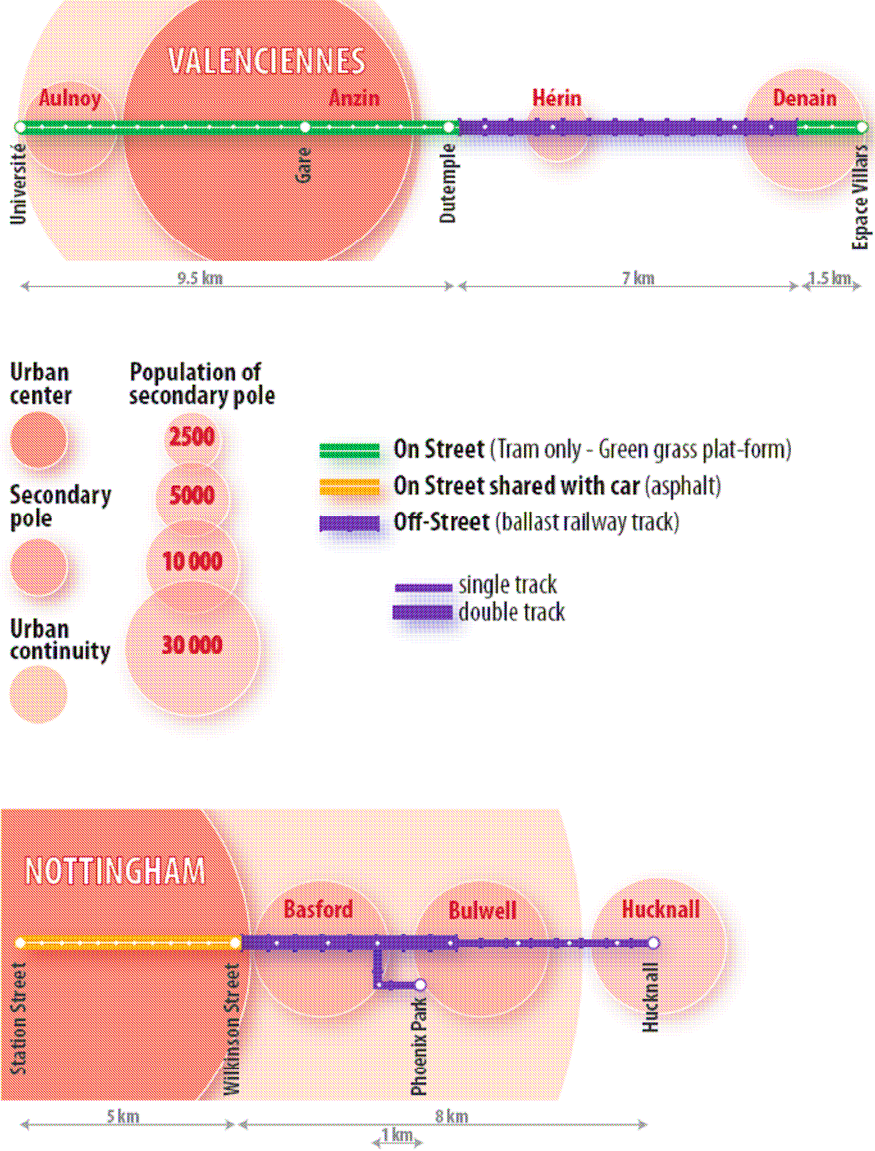 VALENCIENNES
Aulnoy
Anzin
Hérin
Denain
Université
Gare
Dutemple
Espace Villars
9.5 km
7 km
1.5 km
Urban
center
Population of
secondary pole
2500
Secondary
pole
5000
10 000
Urban
continuity
30 000
On Street (Tram only - Green grass plat-form)
On Street shared with car (asphalt)
Off-Street (ballast railway track)
single track
double track
NOTTINGHAM
Basford
Bulwell
Hucknall
Station Street
Wilkinson Street
Phoenix Park
Hucknall
5 km
8 km
1 km